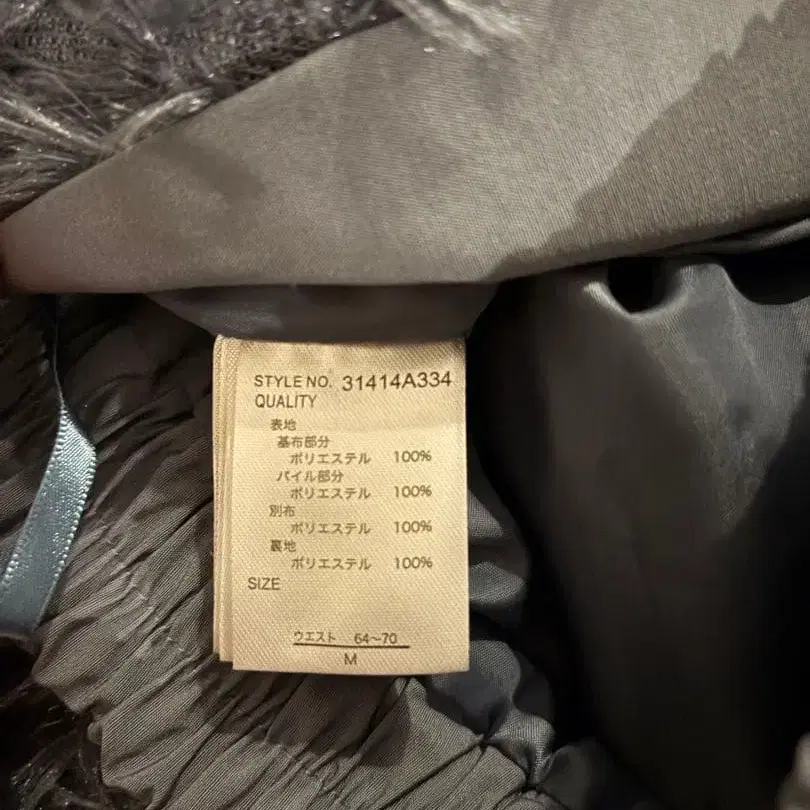 STYLE NO. 31414A334
QUALITY
表地
基布部分
ポリエステル 100%
パイル部分
ポリエステル 100%
別布
ポリエステル 100%
裏地
ポリエステル 100%
SIZE
ウエスト 64~70
M